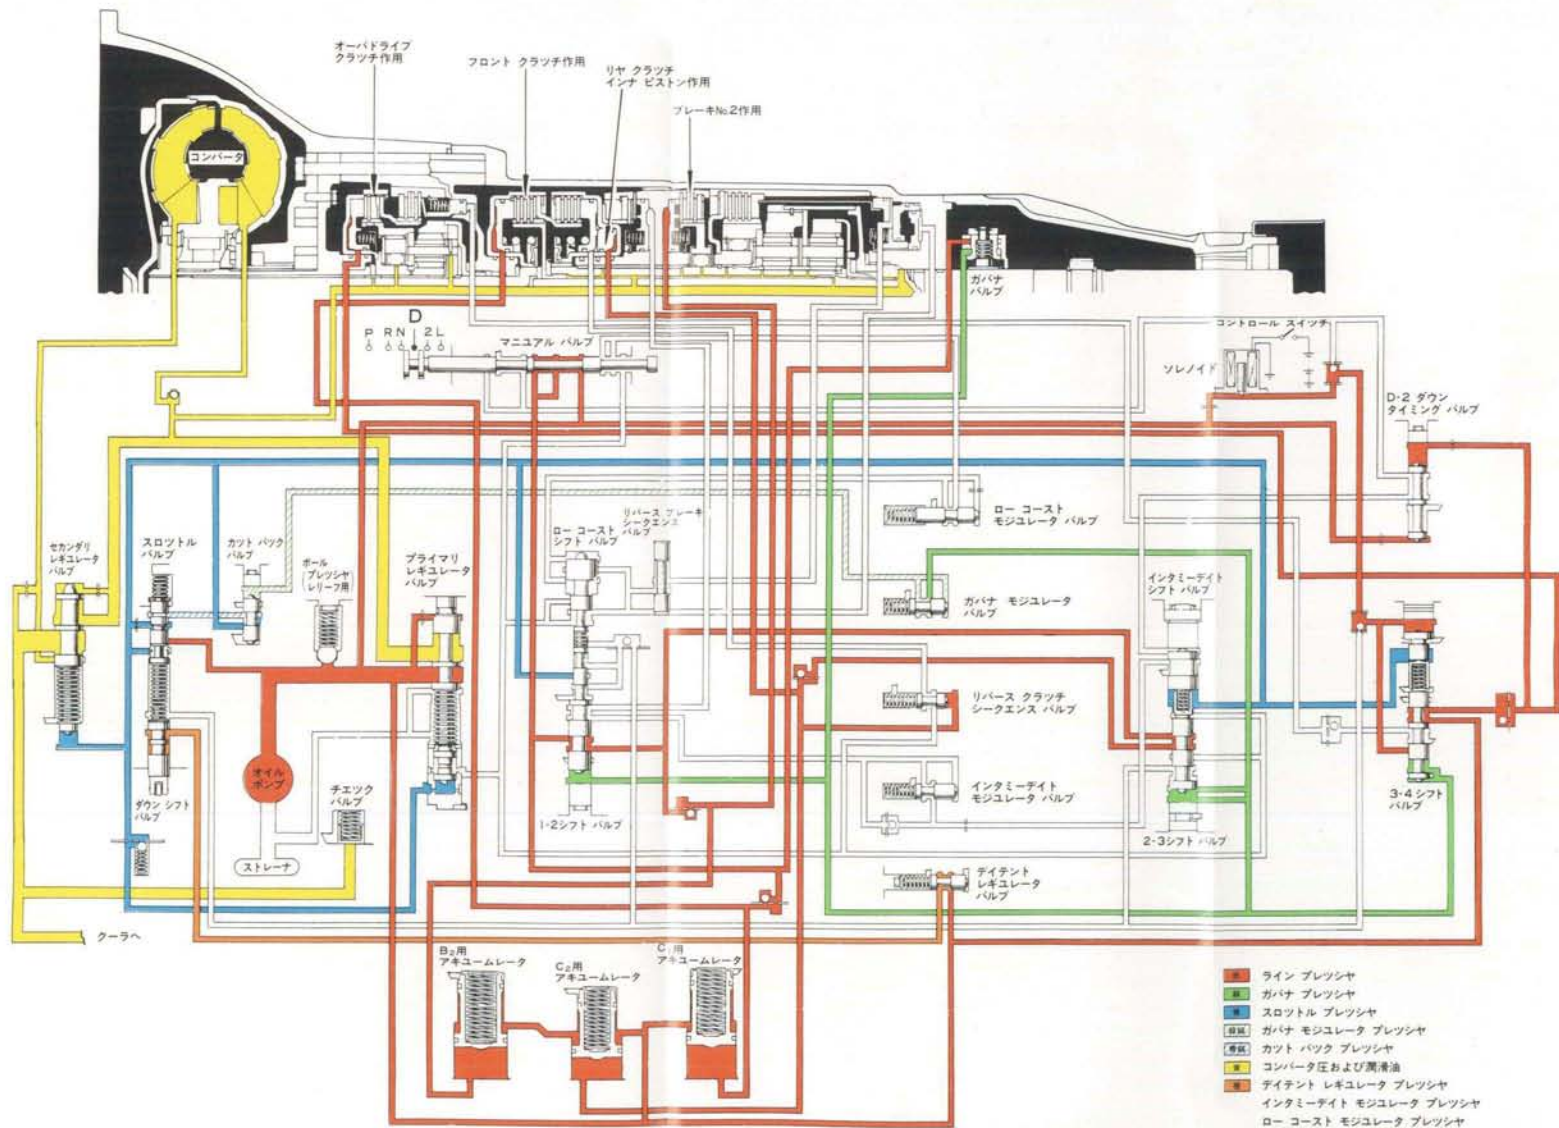 オーバドライブ
クラツチ作用
フロント クラツチ作用
リヤ クラツチ
インナ ピストン作用
ブレーキNo.2作用
コンバータ
ガバナ
バルブ
D
P R N 2 L
マニユアル バルブ
コントロール スイツチ
ソレノイド
D-2 ダウン
タイミング バルブ
セカンダリ
レギユレータ
バルブ
スロツトル
バルブ
カツト バツク
バルブ
ボール
プレツシヤ
レリーフ用
プライマリ
レギユレータ
バルブ
ロー コースト
シフト バルブ
リバース ブレーキ
シークエンス
バルブ
ロー コースト
モジユレータ バルブ
ガバナ モジユレータ
バルブ
インタミーデイト
シフト バルブ
リバース クラツチ
シークエンス バルブ
オイル
ポンプ
ダウン シフト
バルブ
チエツク
バルブ
ストレーナ
1-2シフト バルブ
インタミーデイト
モジユレータ バルブ
2-3シフト バルブ
3-4シフト
バルブ
デイテント
レギユレータ
バルブ
クーラヘ
B₂用
アキユームレータ
C₂用
アキユームレータ
C₁用
アキユームレータ
ライン プレツシヤ
ガバナ プレツシヤ
スロツトル プレツシヤ
ガバナ モジユレータ プレツシヤ
カツト バツク プレツシヤ
コンバータ圧および潤滑油
デイテント レギユレータ プレツシヤ
インタミーデイト モジユレータ プレツシヤ
ロー コースト モジユレータ プレツシヤ